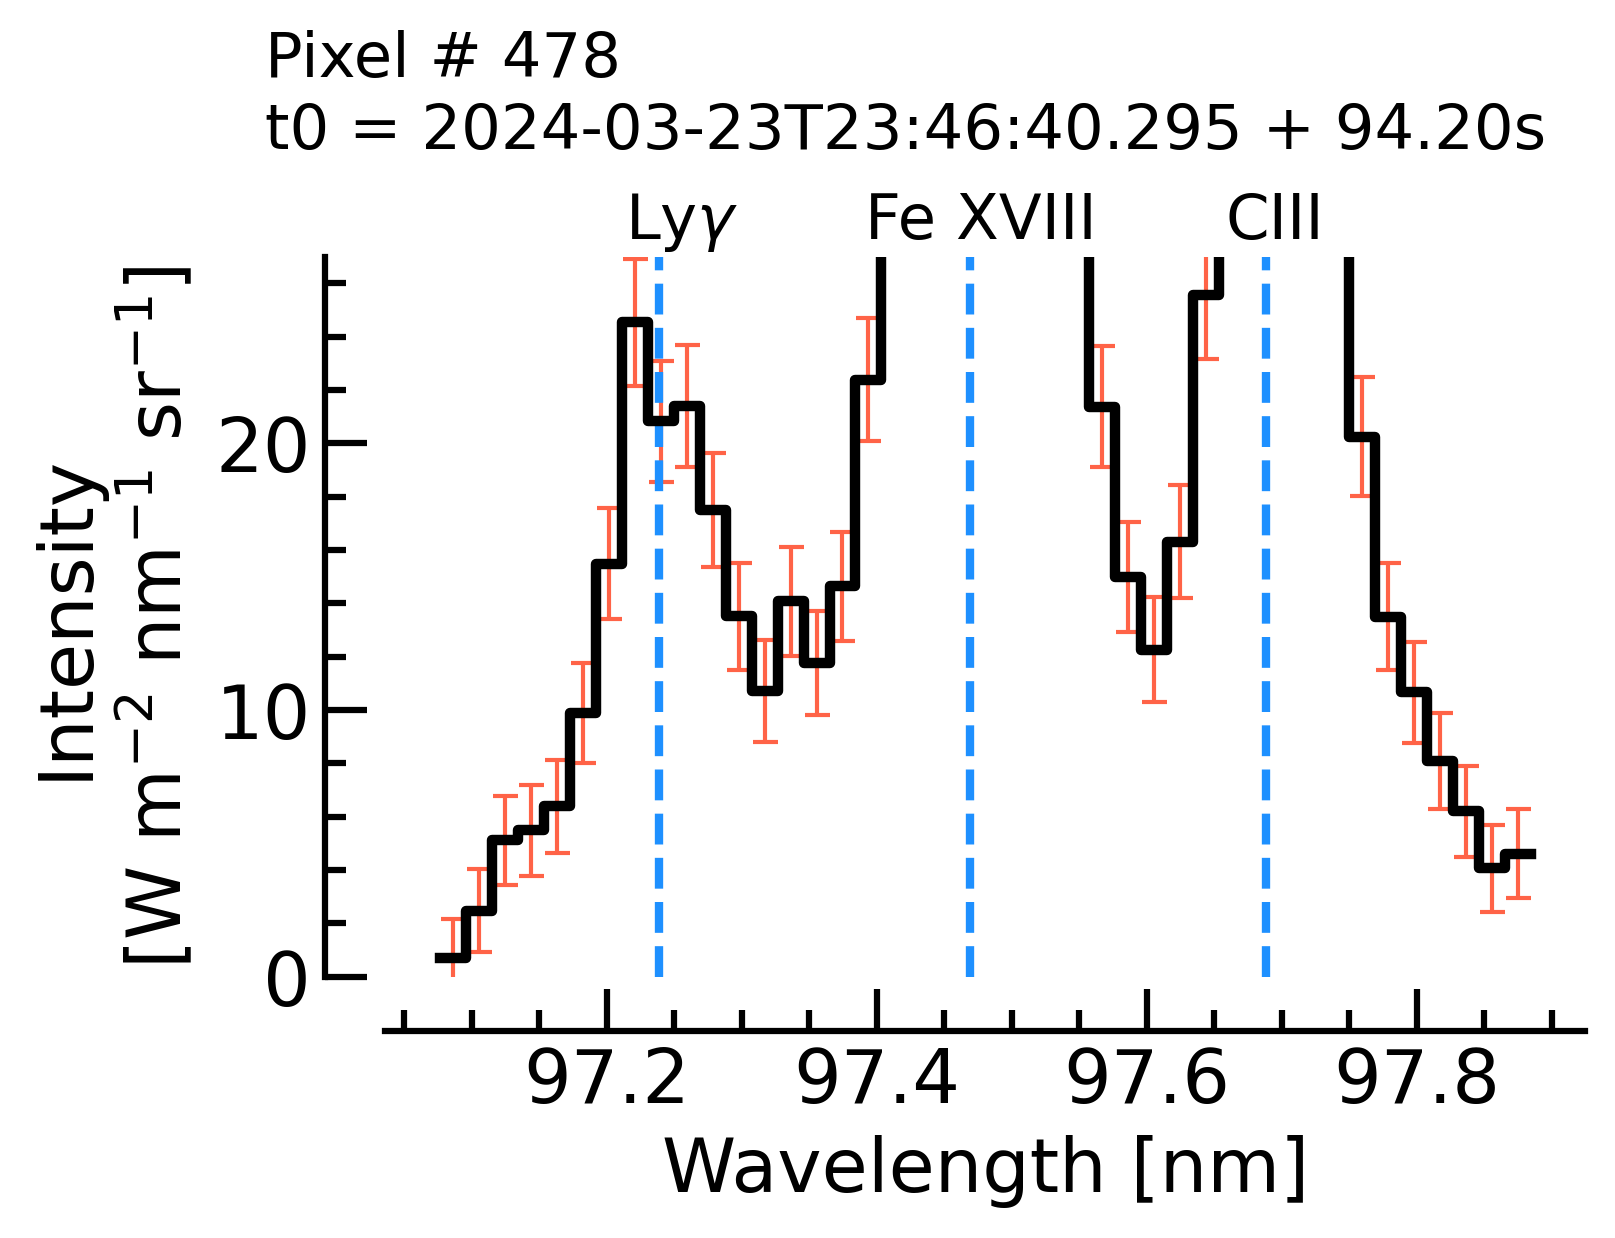 Pixel # 478
t0 = 2024-03-23T23:46:40.295 + 94.20s
Lyγ Fe XVIII CIII
Intensity
[W m⁻² nm⁻¹ sr⁻¹]
20
10
0
97.2 97.4 97.6 97.8
Wavelength [nm]